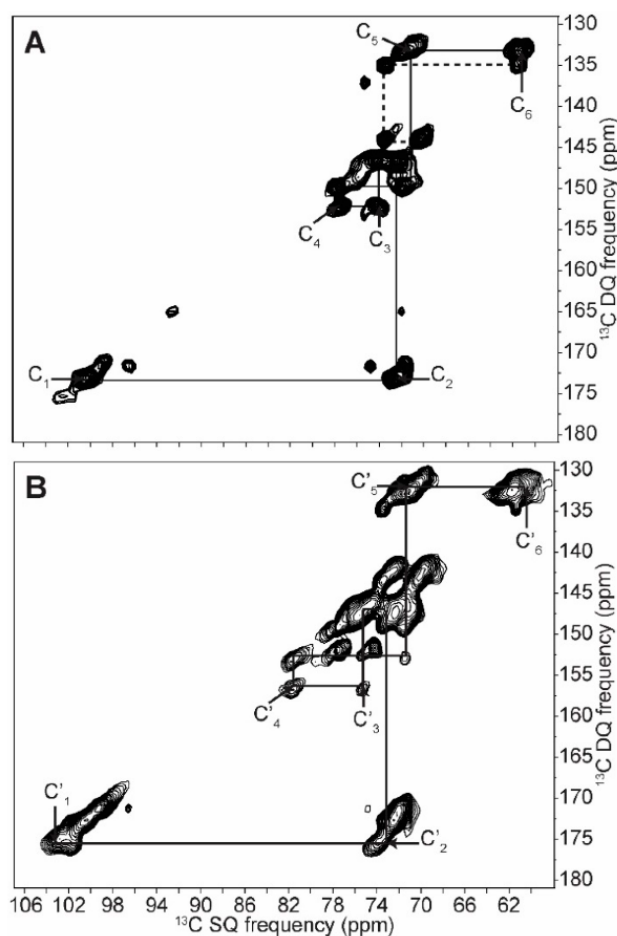 A
C₅
C₆
C₄
C₃
C₁
C₂
130
135
140
145
150
155
160
165
170
175
180
¹³C DQ frequency (ppm)
B
C'₅
C'₆
C'₄
C'₃
C'₁
C'₂
130
135
140
145
150
155
160
165
170
175
180
¹³C DQ frequency (ppm)
106 102 98 94 90 86 82 78 74 70 66 62
¹³C SQ frequency (ppm)